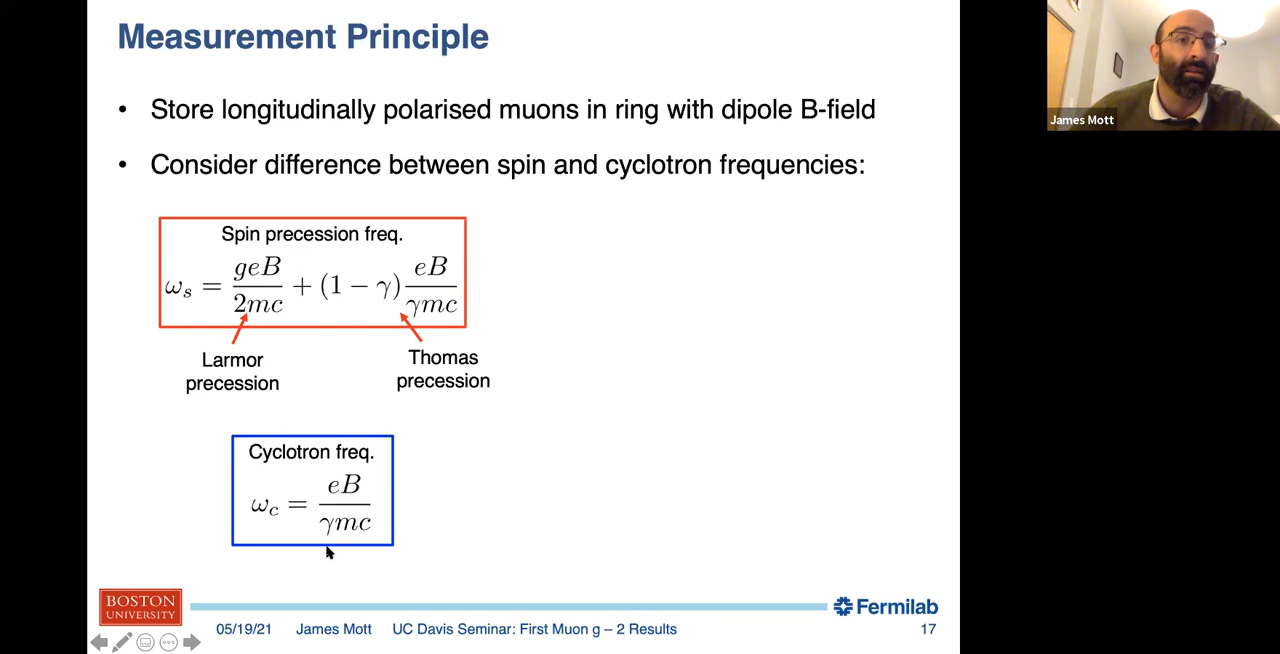 Measurement Principle
• Store longitudinally polarised muons in ring with dipole B-field
• Consider difference between spin and cyclotron frequencies:
Spin precession freq.
ω_s = geB/2mc + (1 − γ) eB/γmc
Larmor
precession
Thomas
precession
Cyclotron freq.
ω_c = eB/γmc
BOSTON
UNIVERSITY
Fermilab
05/19/21 James Mott UC Davis Seminar: First Muon g – 2 Results 17
James Mott